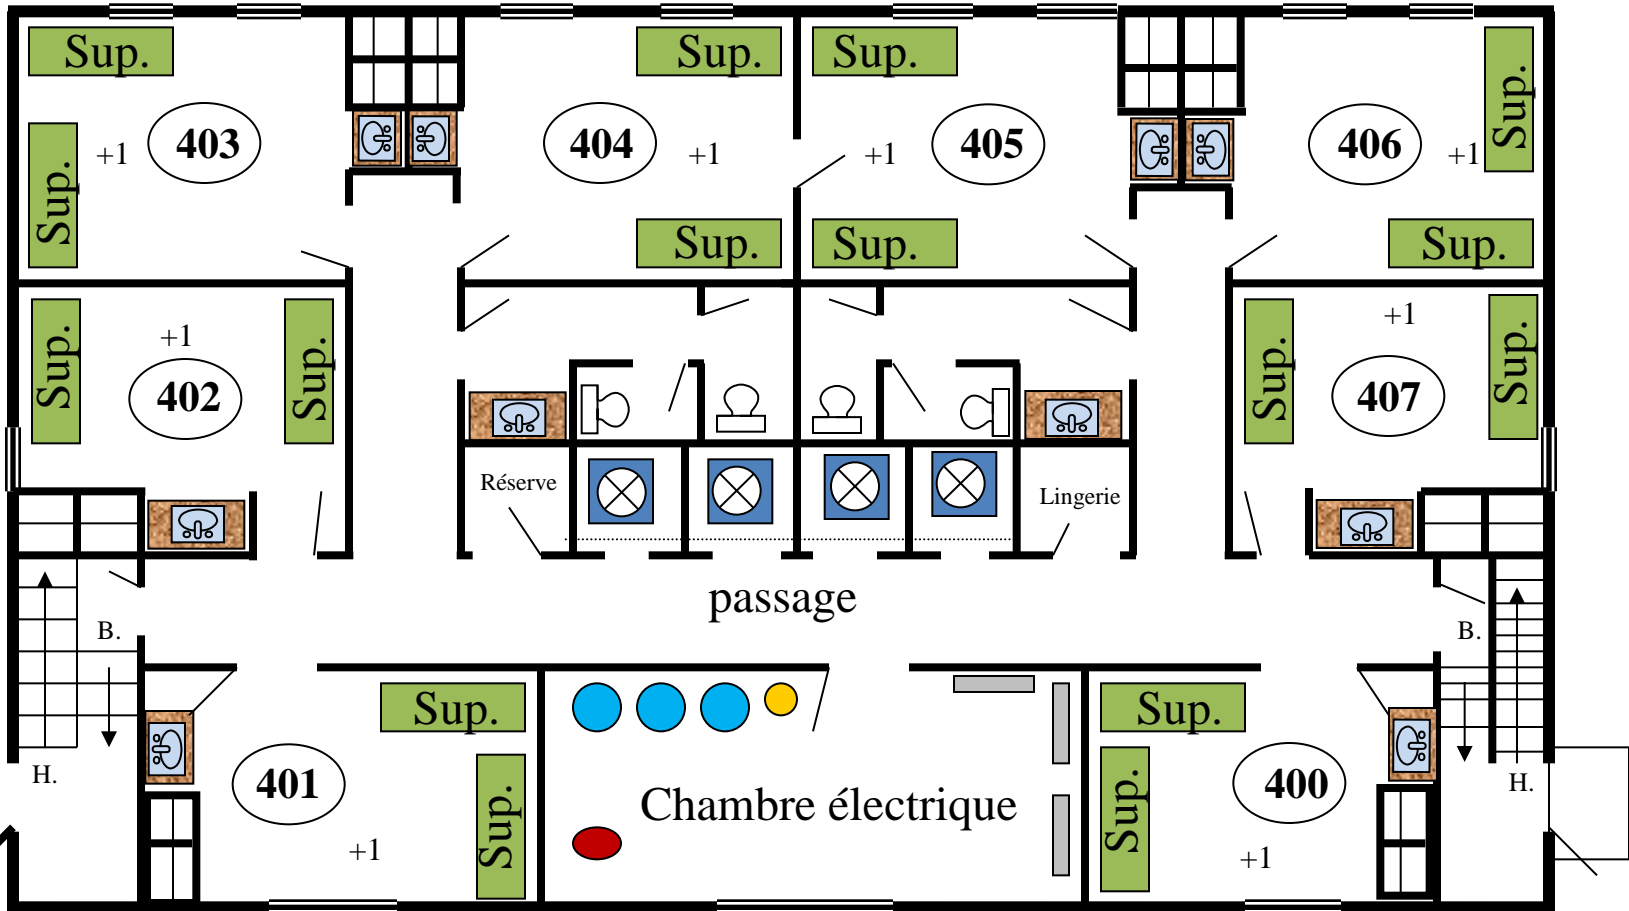 Sup.
Sup.
Sup.
Sup.
403
+1
404
+1
+1
405
406
+1
Sup.
Sup.
Sup.
Sup.
+1
+1
Sup.
Sup.
Sup.
Sup.
402
407
Réserve
Lingerie
passage
B.
B.
Sup.
Sup.
H.
401
Sup.
Chambre électrique
Sup.
400
H.
+1
+1